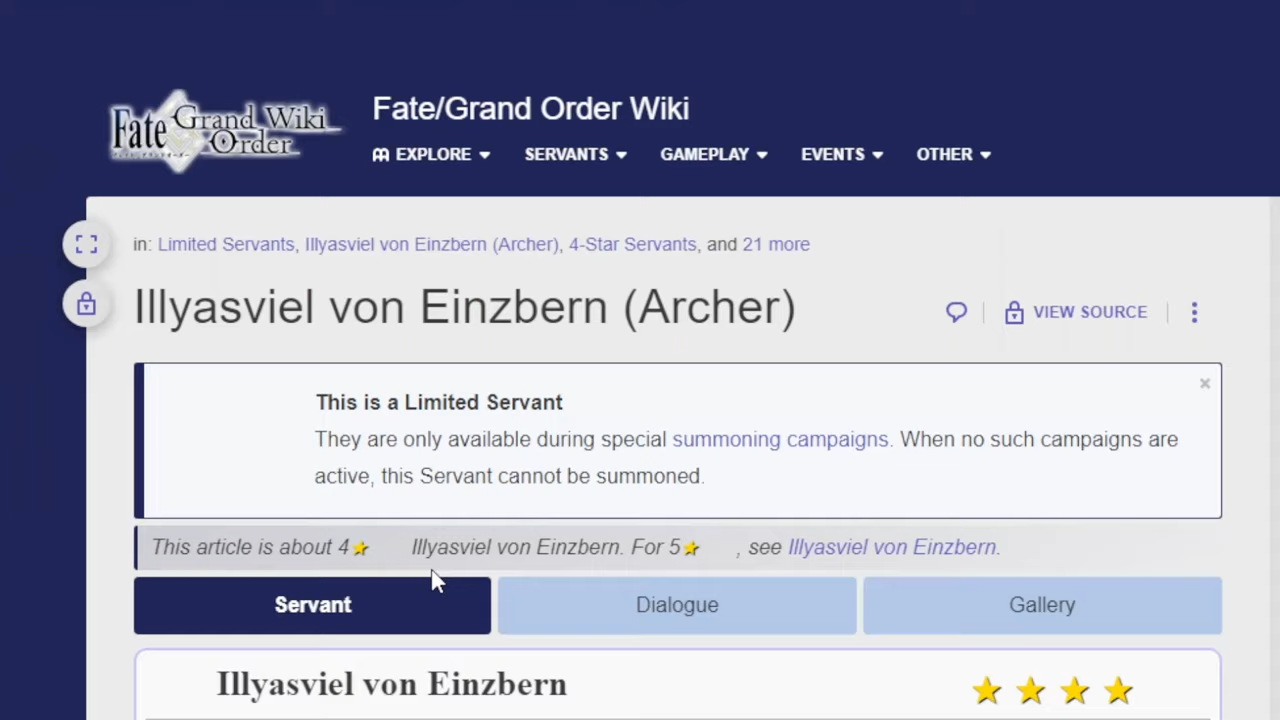 Fate Grand Wiki
Order
Fate/Grand Order Wiki
EXPLORE SERVANTS GAMEPLAY EVENTS OTHER
in: Limited Servants, Illyasviel von Einzbern (Archer), 4-Star Servants, and 21 more
Illyasviel von Einzbern (Archer)
VIEW SOURCE
This is a Limited Servant
They are only available during special summoning campaigns. When no such campaigns are
active, this Servant cannot be summoned.
This article is about 4★ Illyasviel von Einzbern. For 5★ , see Illyasviel von Einzbern.
Servant Dialogue Gallery
Illyasviel von Einzbern